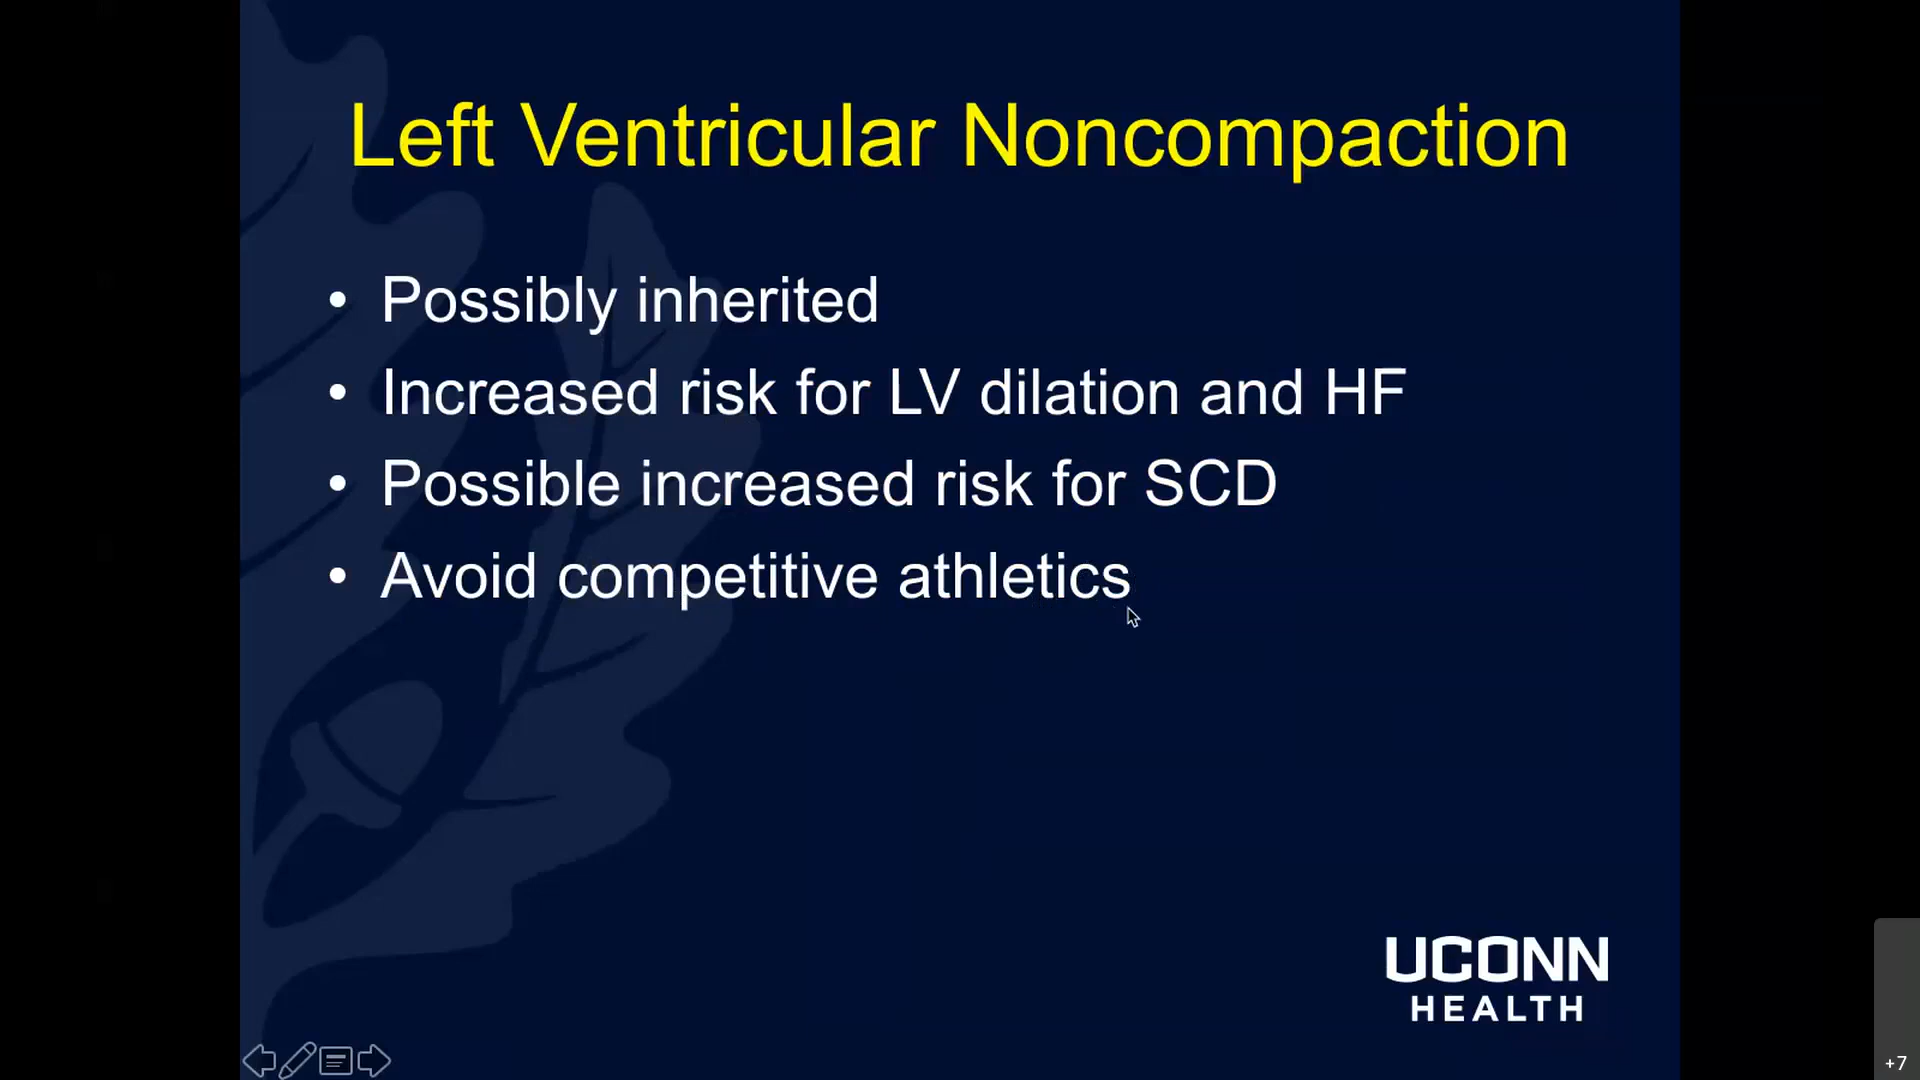 Left Ventricular Noncompaction
• Possibly inherited
• Increased risk for LV dilation and HF
• Possible increased risk for SCD
• Avoid competitive athletics
UCONN
HEALTH
+7